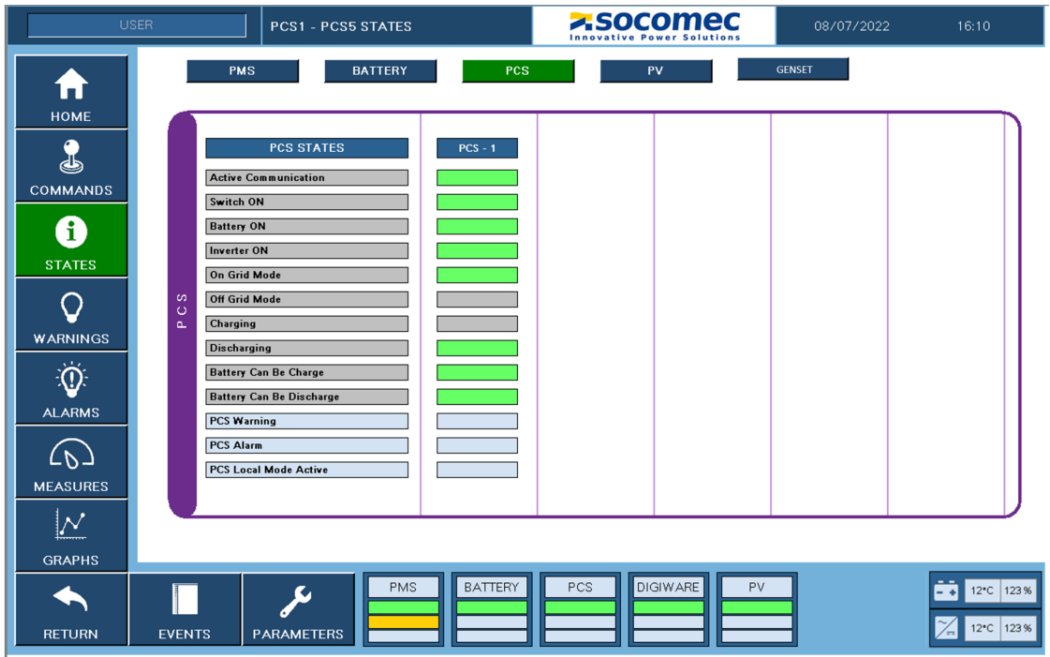 USER
PCS1 - PCS5 STATES
socomec
Innovative Power Solutions
08/07/2022
16:10
HOME
COMMANDS
STATES
WARNINGS
ALARMS
MEASURES
GRAPHS
PMS
BATTERY
PCS
PV
GENSET
PCS
PCS STATES
PCS - 1
Active Communication
Switch ON
Battery ON
Inverter ON
On Grid Mode
Off Grid Mode
Charging
Discharging
Battery Can Be Charge
Battery Can Be Discharge
PCS Warning
PCS Alarm
PCS Local Mode Active
RETURN
EVENTS
PARAMETERS
PMS
BATTERY
PCS
DIGIWARE
PV
12°C 123%
12°C 123%